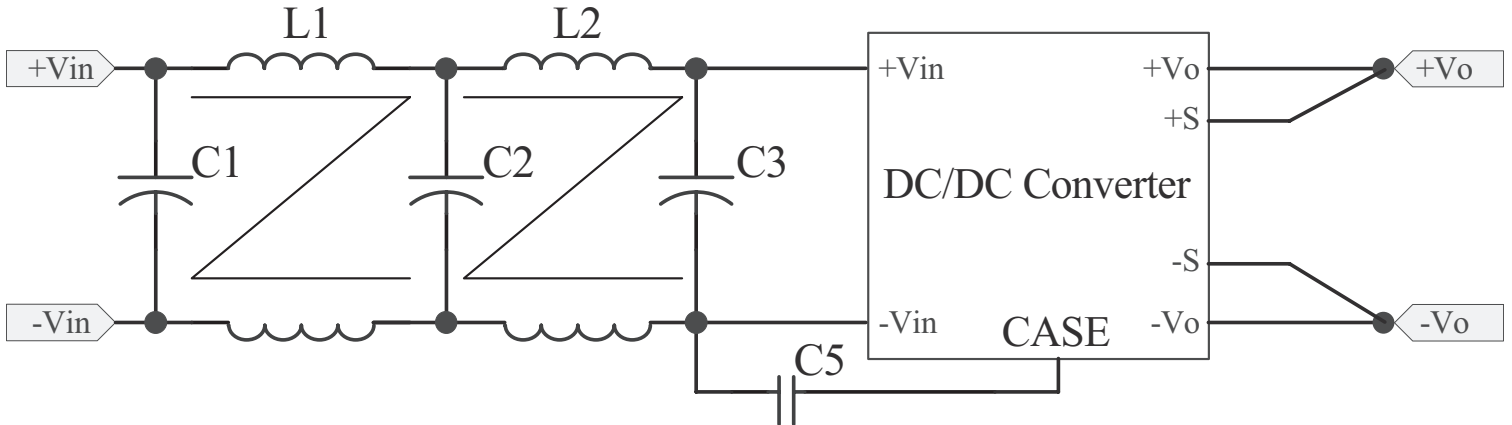 L1
L2
+Vin
+Vin
+Vo
+Vo
+S
C1
C2
C3
DC/DC Converter
-S
-Vin
-Vin
CASE
-Vo
-Vo
C5